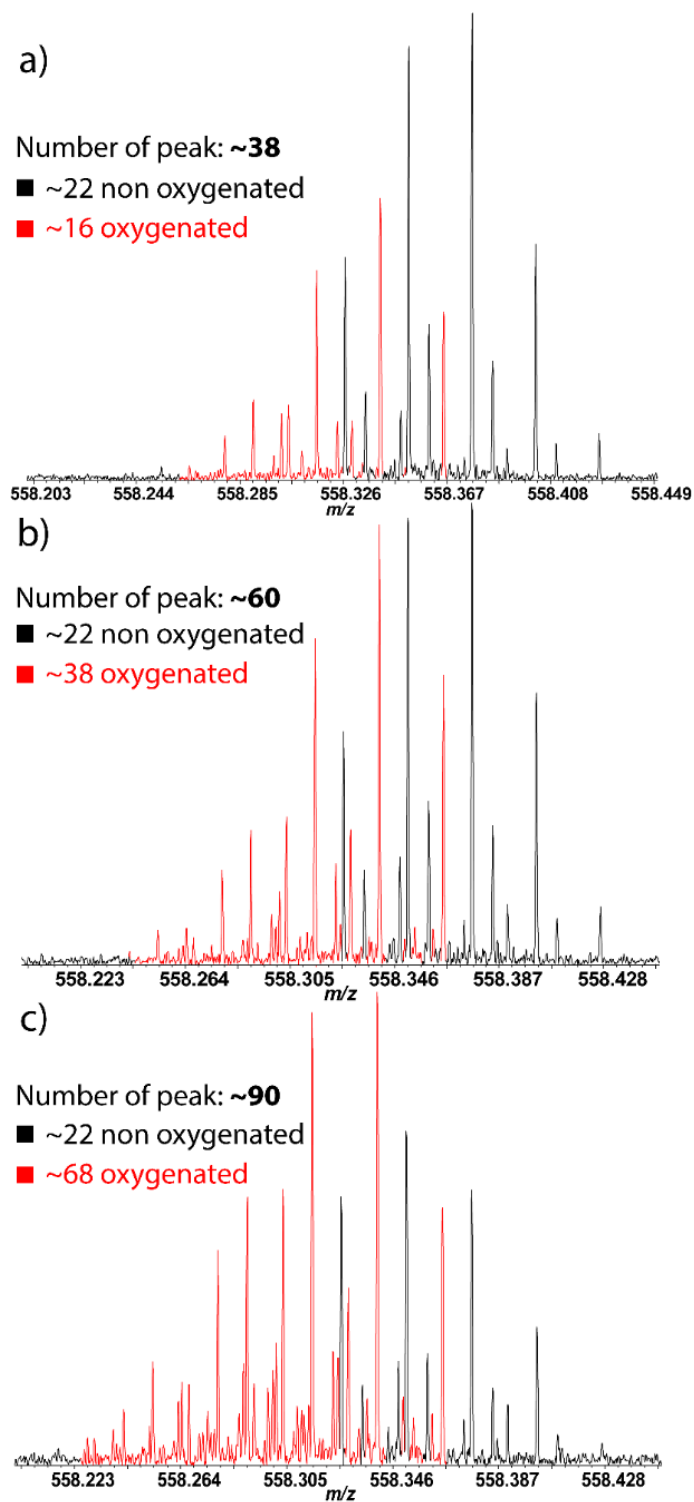 a)
Number of peak: ~38
~22 non oxygenated
~16 oxygenated
558.203 558.244 558.285 558.326 558.367 558.408 558.449
m/z
b)
Number of peak: ~60
~22 non oxygenated
~38 oxygenated
558.223 558.264 558.305 558.346 558.387 558.428
m/z
c)
Number of peak: ~90
~22 non oxygenated
~68 oxygenated
558.223 558.264 558.305 558.346 558.387 558.428
m/z